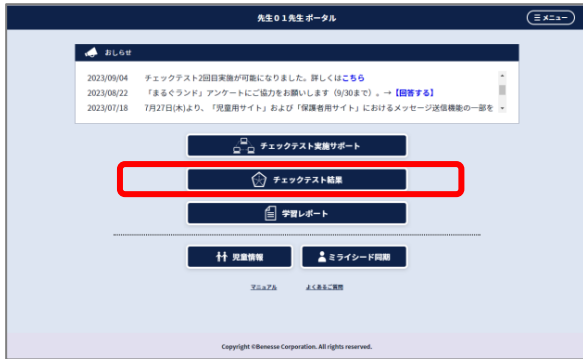 先生01先生 ポータル
☰メニュー
おしらせ
2023/09/04 チェックテスト2回目実施が可能になりました。詳しくはこちら
2023/08/22 「まるぐランド」アンケートにご協力をお願いします（9/30まで）。→【回答する】
2023/07/18 7月27日(木)より、「児童用サイト」および「保護者用サイト」におけるメッセージ送信機能の一部を
チェックテスト実施サポート
チェックテスト結果
学習レポート
児童情報 ミライシード同期
マニュアル よくあるご質問
Copyright ©Benesse Corporation. All rights reserved.